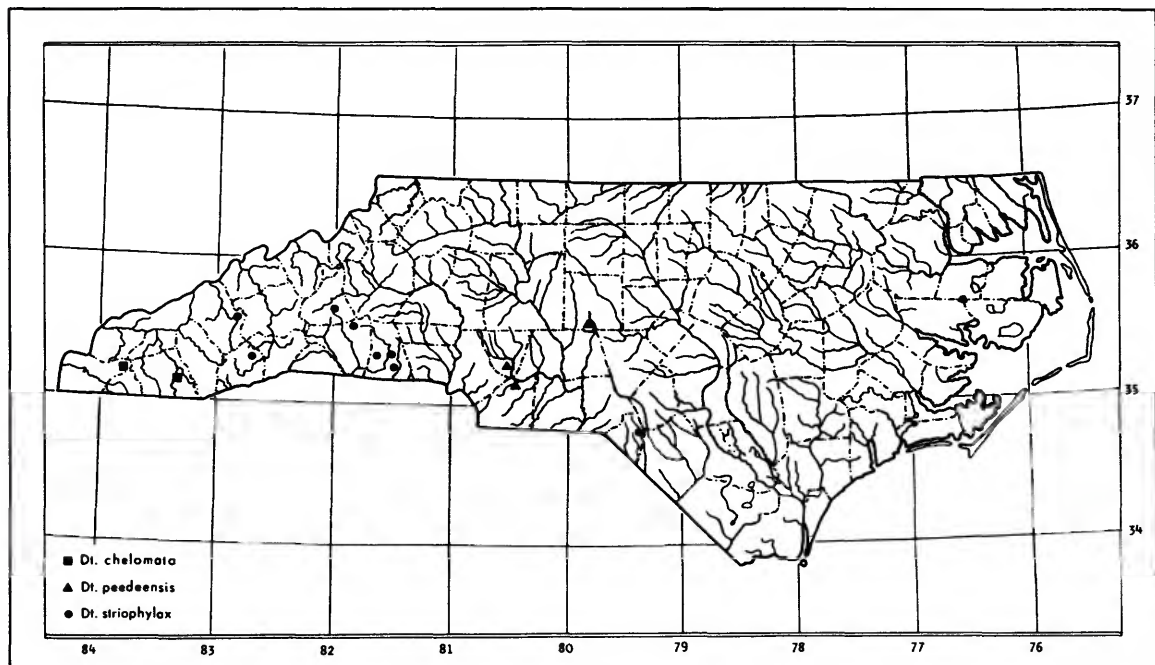 37
36
35
34
■ Dt. chelomata
▲ Dt. peedeensis
● Dt. striophylax
84 83 82 81 80 79 78 77 76